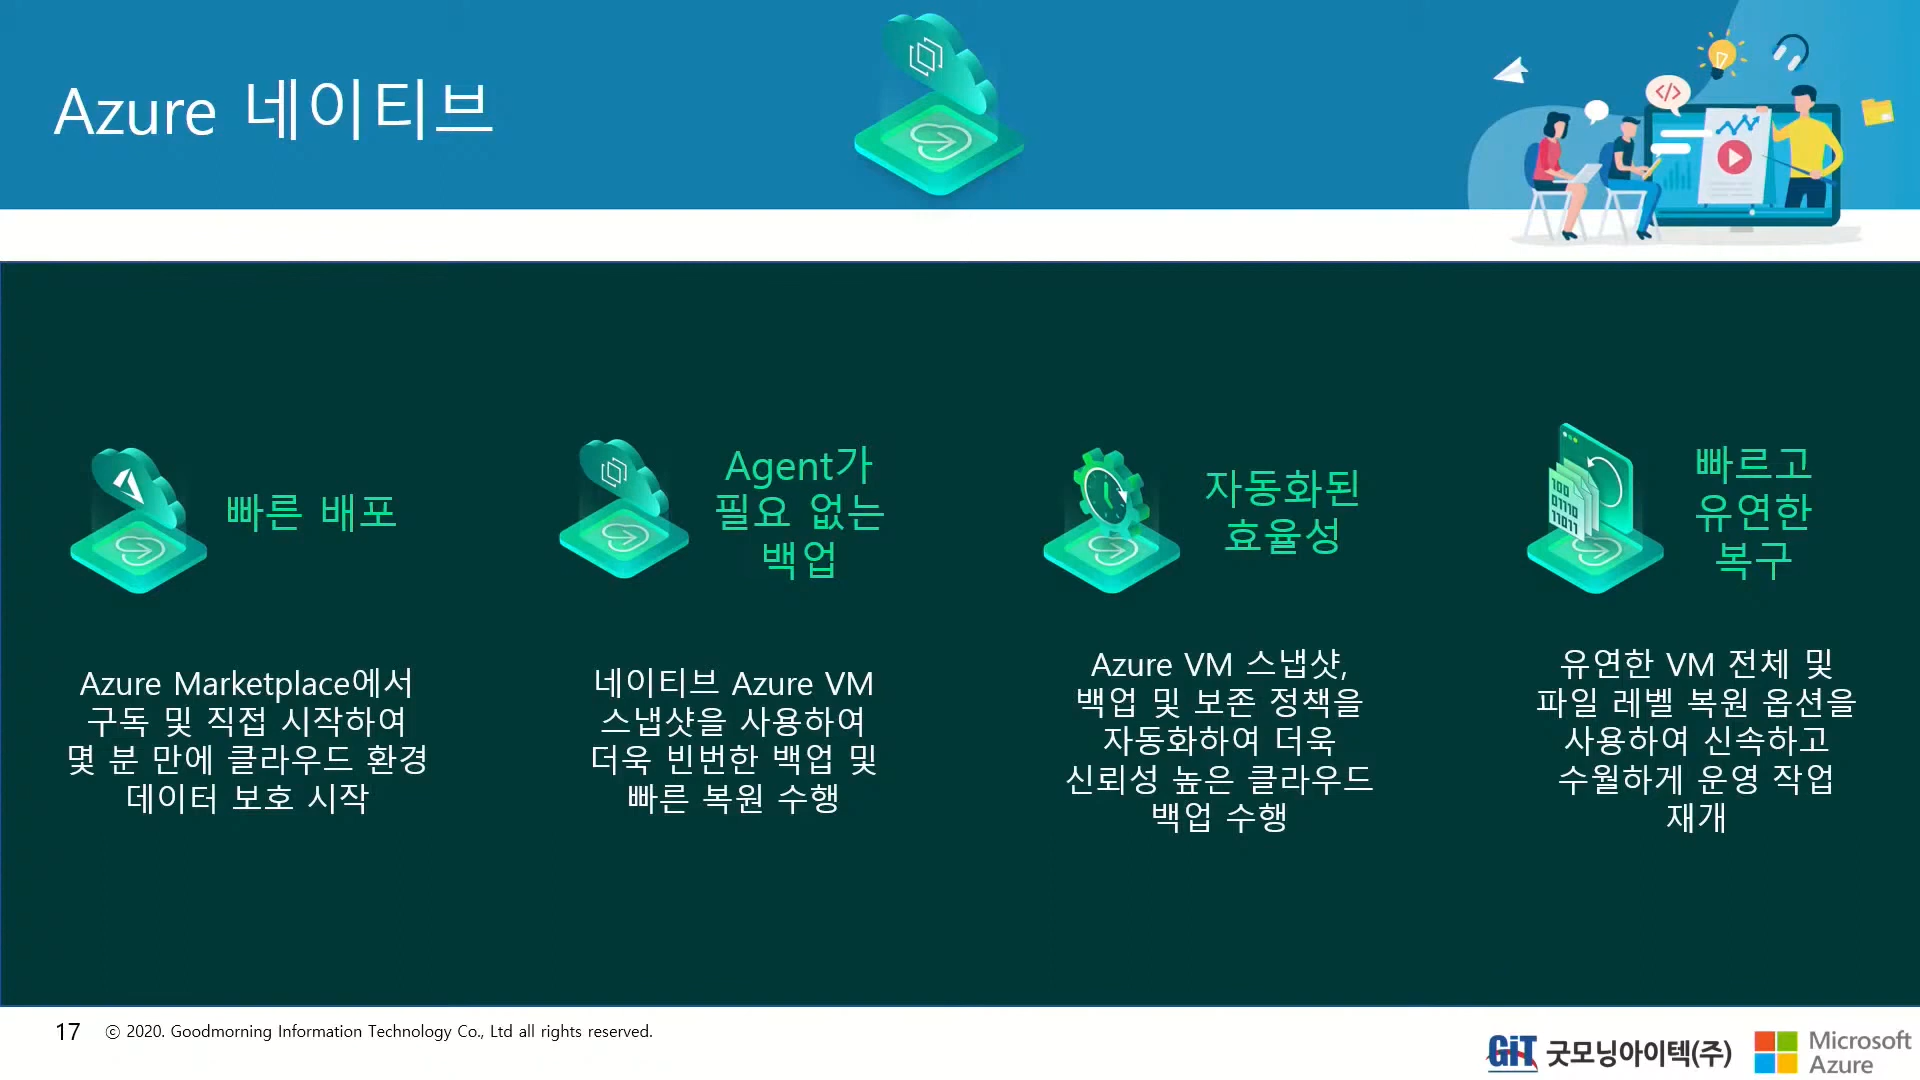 Azure 네이티브
</>
빠른 배포
Azure Marketplace에서
구독 및 직접 시작하여
몇 분 만에 클라우드 환경
데이터 보호 시작
Agent가
필요 없는
백업
네이티브 Azure VM
스냅샷을 사용하여
더욱 빈번한 백업 및
빠른 복원 수행
자동화된
효율성
Azure VM 스냅샷,
백업 및 보존 정책을
자동화하여 더욱
신뢰성 높은 클라우드
백업 수행
100
01110
11011
빠르고
유연한
복구
유연한 VM 전체 및
파일 레벨 복원 옵션을
사용하여 신속하고
수월하게 운영 작업
재개
17 ⓒ 2020. Goodmorning Information Technology Co., Ltd all rights reserved.
GiT 굿모닝아이텍(주)
Microsoft
Azure